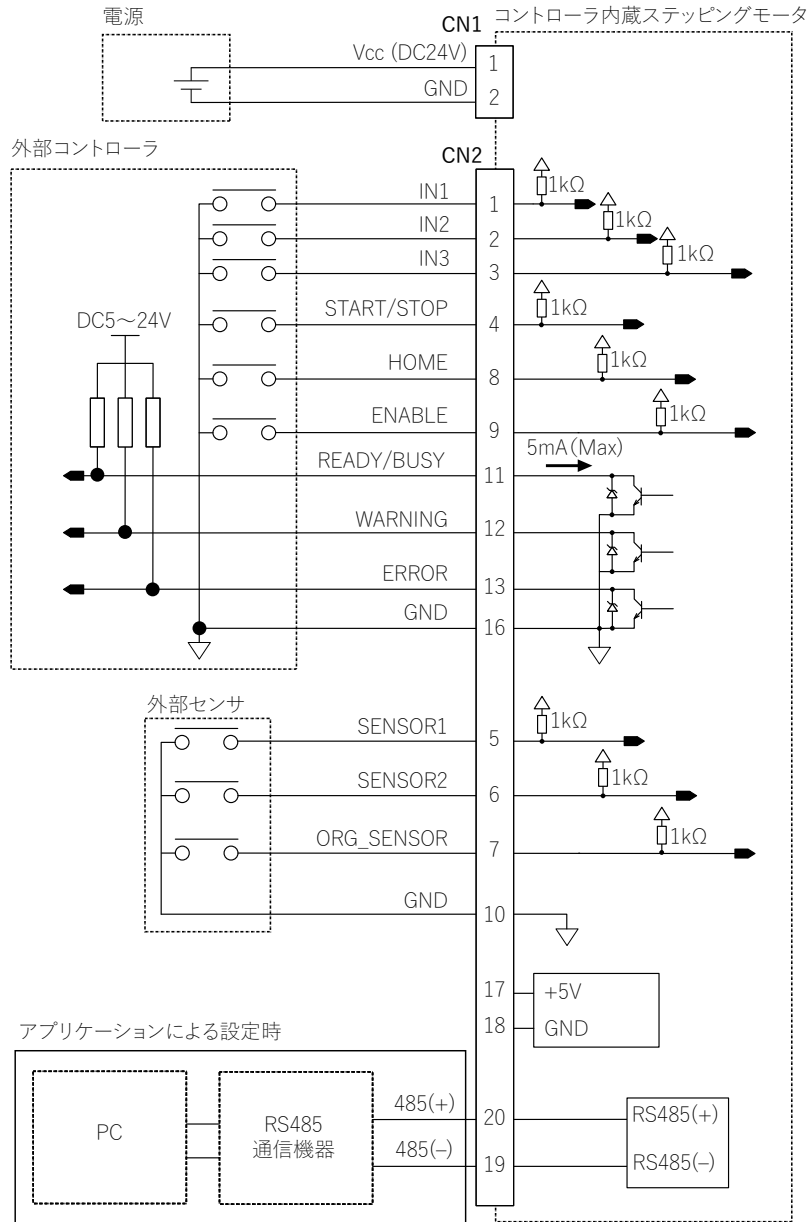 電源
CN1
コントローラ内蔵ステッピングモータ
Vcc (DC24V)
1
GND
2
外部コントローラ
CN2
IN1
1
1kΩ
IN2
2
1kΩ
IN3
3
1kΩ
DC5～24V
START/STOP
4
1kΩ
HOME
8
1kΩ
ENABLE
9
1kΩ
READY/BUSY
11
5mA(Max)
WARNING
12
ERROR
13
GND
16
外部センサ
SENSOR1
5
1kΩ
SENSOR2
6
1kΩ
ORG_SENSOR
7
1kΩ
GND
10
17
+5V
18
GND
アプリケーションによる設定時
PC
RS485
通信機器
485(+)
20
RS485(+)
485(−)
19
RS485(−)